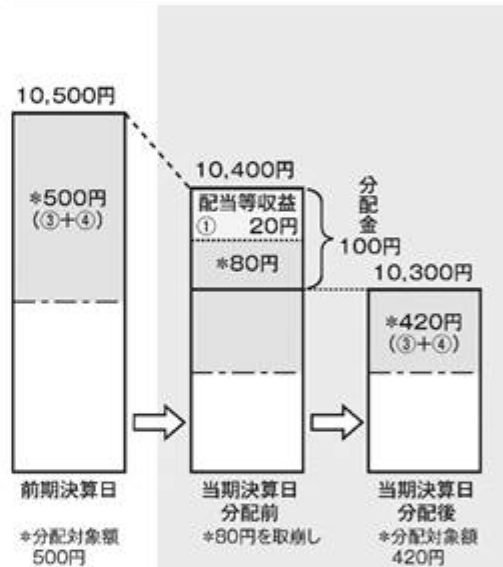 10,500円
*500円
(③+④)
前期決算日
*分配対象額
500円
10,400円
配当等収益
① 20円
*80円
分配金
100円
当期決算日
分配前
*80円を取崩し
10,300円
*420円
(③+④)
当期決算日
分配後
*分配対象額
420円